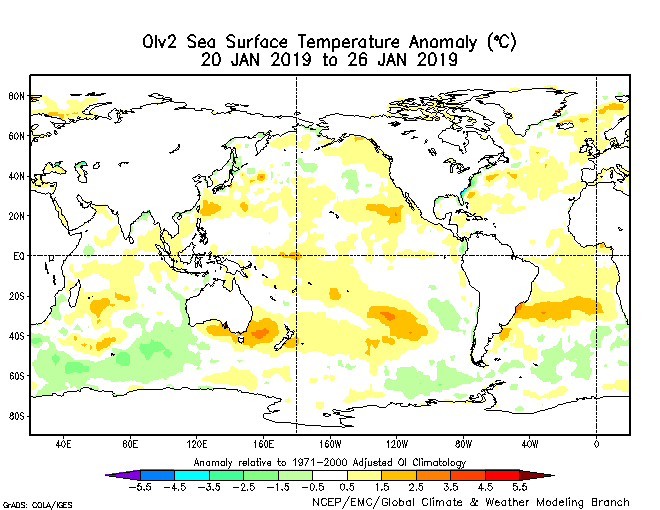 OIv2 Sea Surface Temperature Anomaly (°C)
20 JAN 2019 to 26 JAN 2019
80N
60N
40N
20N
EQ
20S
40S
60S
80S
40E 80E 120E 160E 160W 120W 80W 40W 0
Anomaly relative to 1971-2000 Adjusted OI Climatology
-5.5 -4.5 -3.5 -2.5 -1.5 -0.5 0.5 1.5 2.5 3.5 4.5 5.5
NCEP/EMC/Global Climate & Weather Modeling Branch
GrADS: COLA/IGES